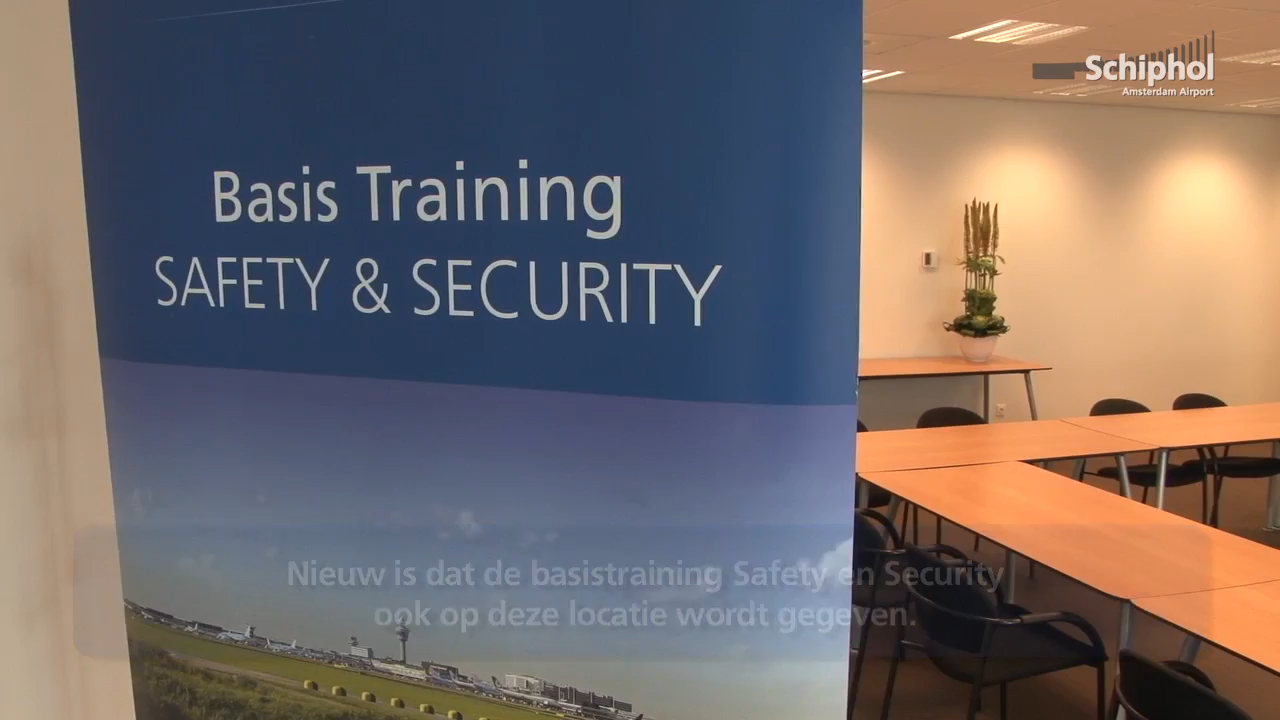 Schiphol
Amsterdam Airport
Basis Training
SAFETY & SECURITY
Nieuw is dat de basistraining Safety en Security
ook op deze locatie wordt gegeven.